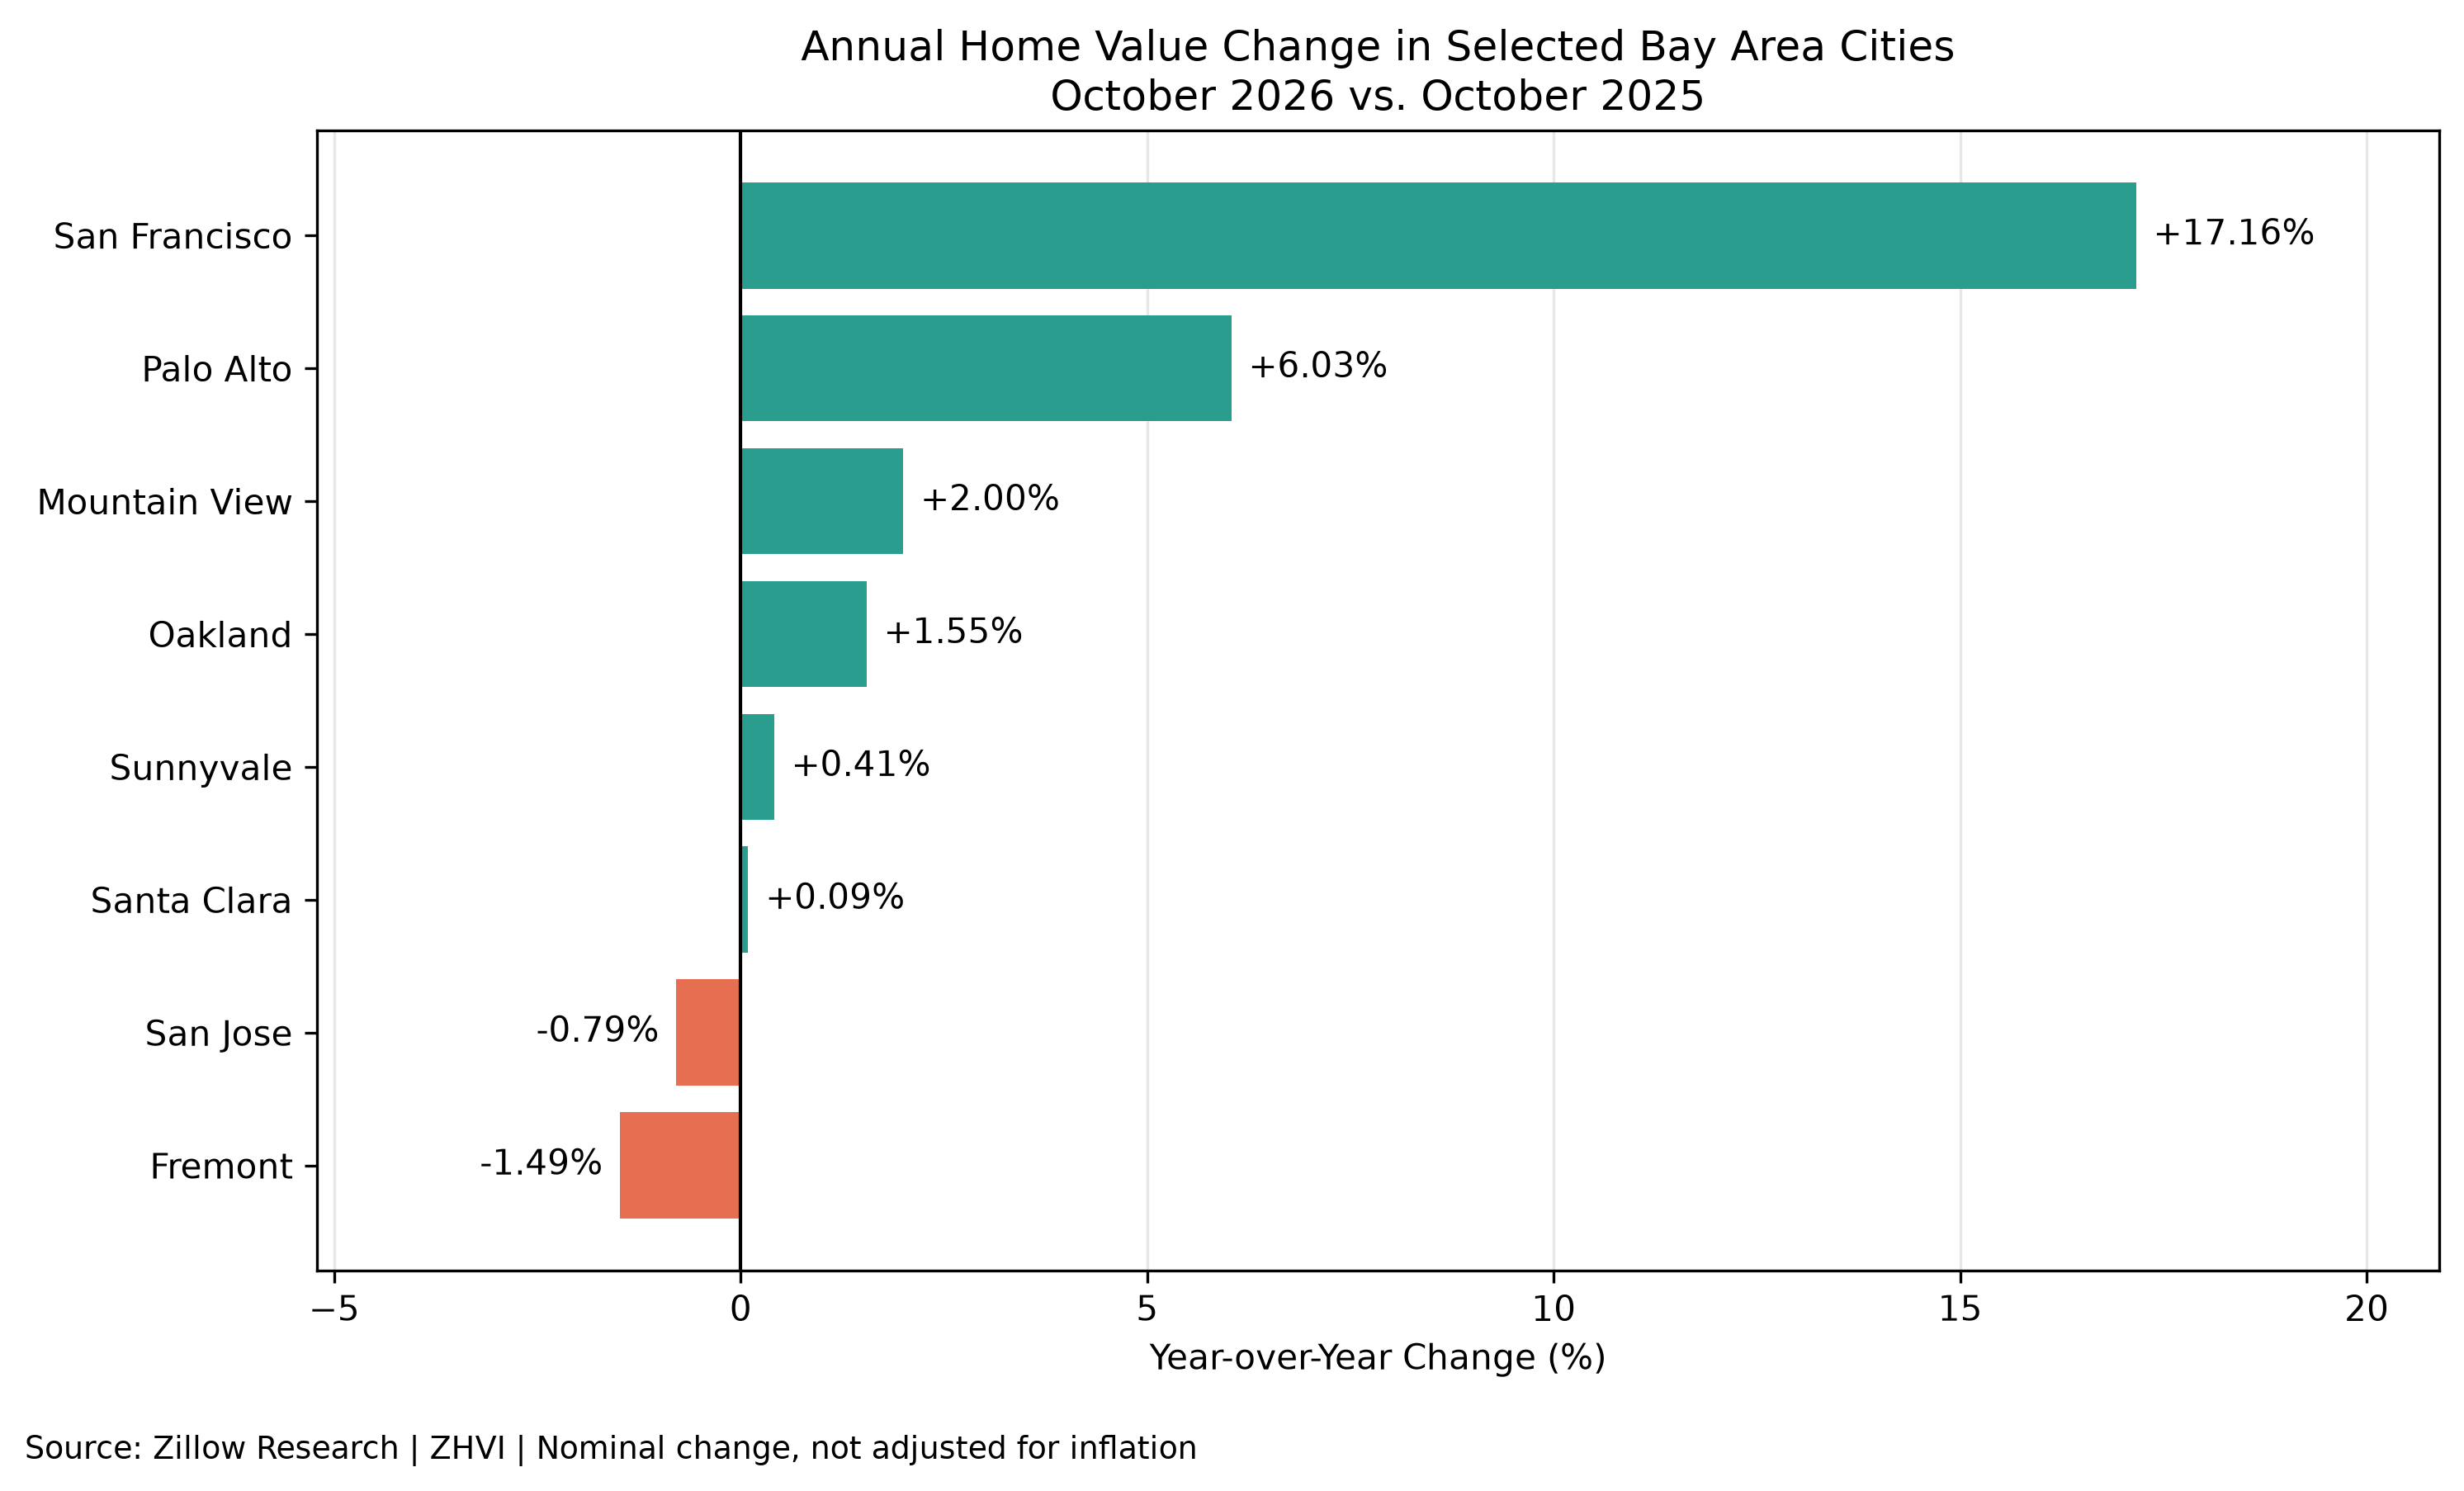 Annual Home Value Change in Selected Bay Area Cities
October 2026 vs. October 2025
San Francisco +17.16%
Palo Alto +6.03%
Mountain View +2.00%
Oakland +1.55%
Sunnyvale +0.41%
Santa Clara +0.09%
San Jose -0.79%
Fremont -1.49%
−5 0 5 10 15 20
Year-over-Year Change (%)
Source: Zillow Research | ZHVI | Nominal change, not adjusted for inflation